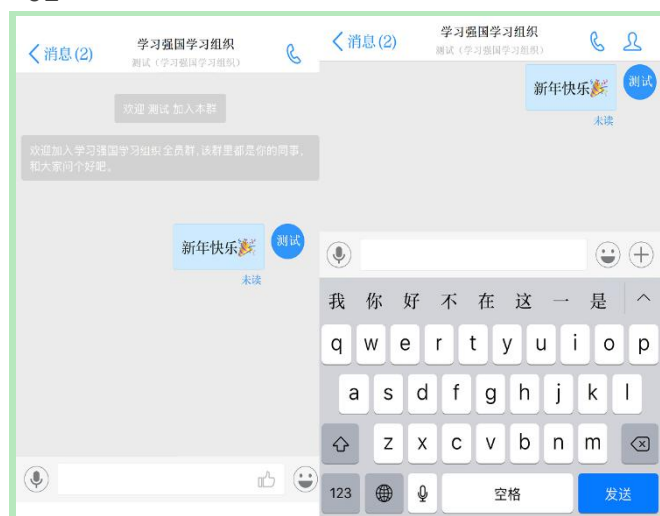 消息(2)
学习强国学习组织
测试（学习强国学习组织）
欢迎 测试 加入本群
欢迎加入学习强国学习组织全员群,该群里都是你的同事,
和大家问个好吧。
新年快乐🎉
测试
未读
消息(2)
学习强国学习组织
测试（学习强国学习组织）
新年快乐🎉
测试
未读
我 你 好 不 在 这 一 是
q w e r t y u i o p
a s d f g h j k l
z x c v b n m
123 空格 发送